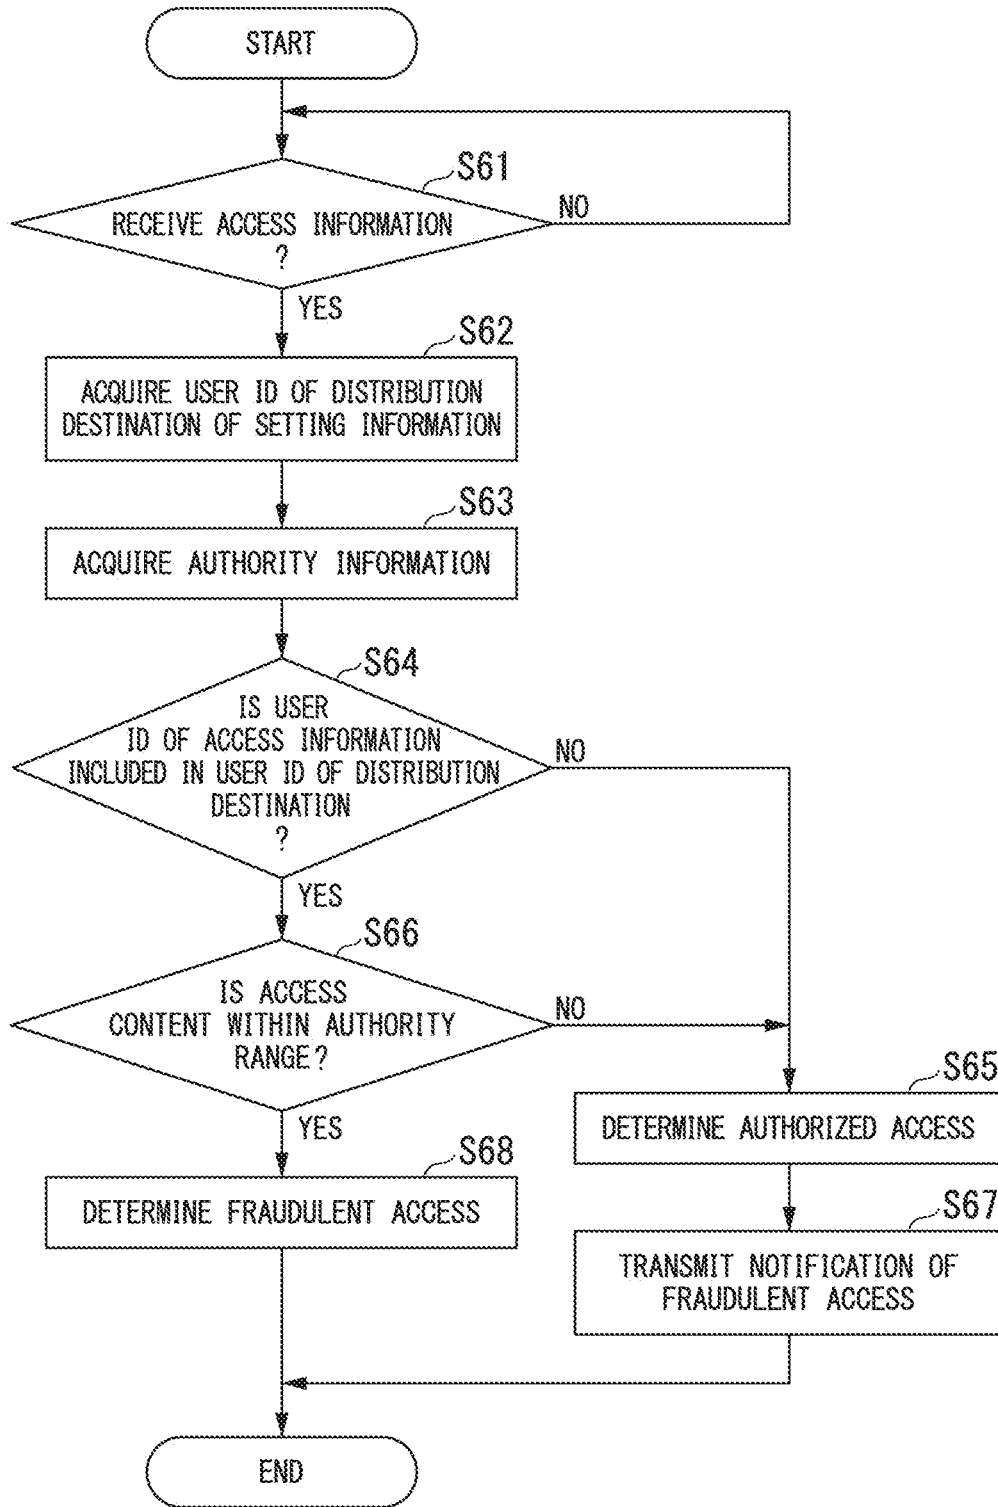 START
S61
RECEIVE ACCESS INFORMATION
?
NO
YES
S62
ACQUIRE USER ID OF DISTRIBUTION
DESTINATION OF SETTING INFORMATION
S63
ACQUIRE AUTHORITY INFORMATION
S64
IS USER
ID OF ACCESS INFORMATION
INCLUDED IN USER ID OF DISTRIBUTION
DESTINATION
?
NO
YES
S66
IS ACCESS
CONTENT WITHIN AUTHORITY
RANGE?
NO
YES
S65
DETERMINE AUTHORIZED ACCESS
S68
DETERMINE FRAUDULENT ACCESS
S67
TRANSMIT NOTIFICATION OF
FRAUDULENT ACCESS
END